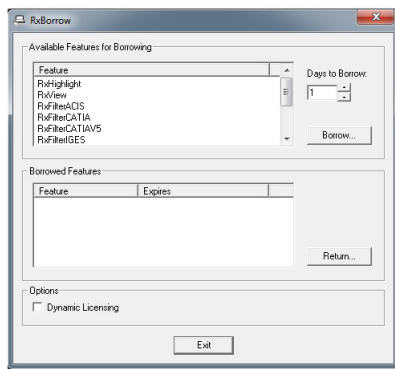 RxBorrow
Available Features for Borrowing
Feature
RxHighlight
RxView
RxFilterACIS
RxFilterCATIA
RxFilterCATIAV5
RxFilterIGES
Days to Borrow:
1
Borrow...
Borrowed Features
Feature Expires
Return...
Options
Dynamic Licensing
Exit